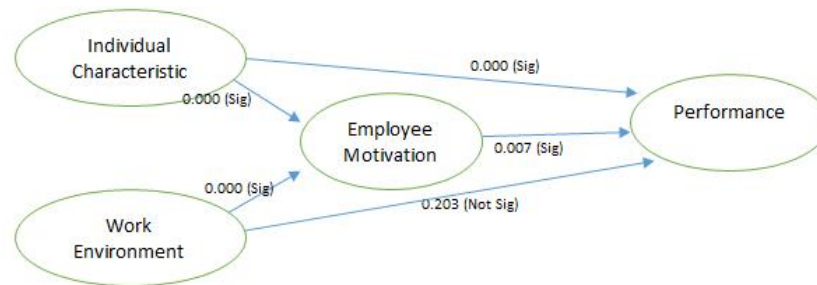 Individual
Characteristic
0.000 (Sig)
0.000 (Sig)
Performance
Employee
Motivation
0.007 (Sig)
0.000 (Sig)
0.203 (Not Sig)
Work
Environment